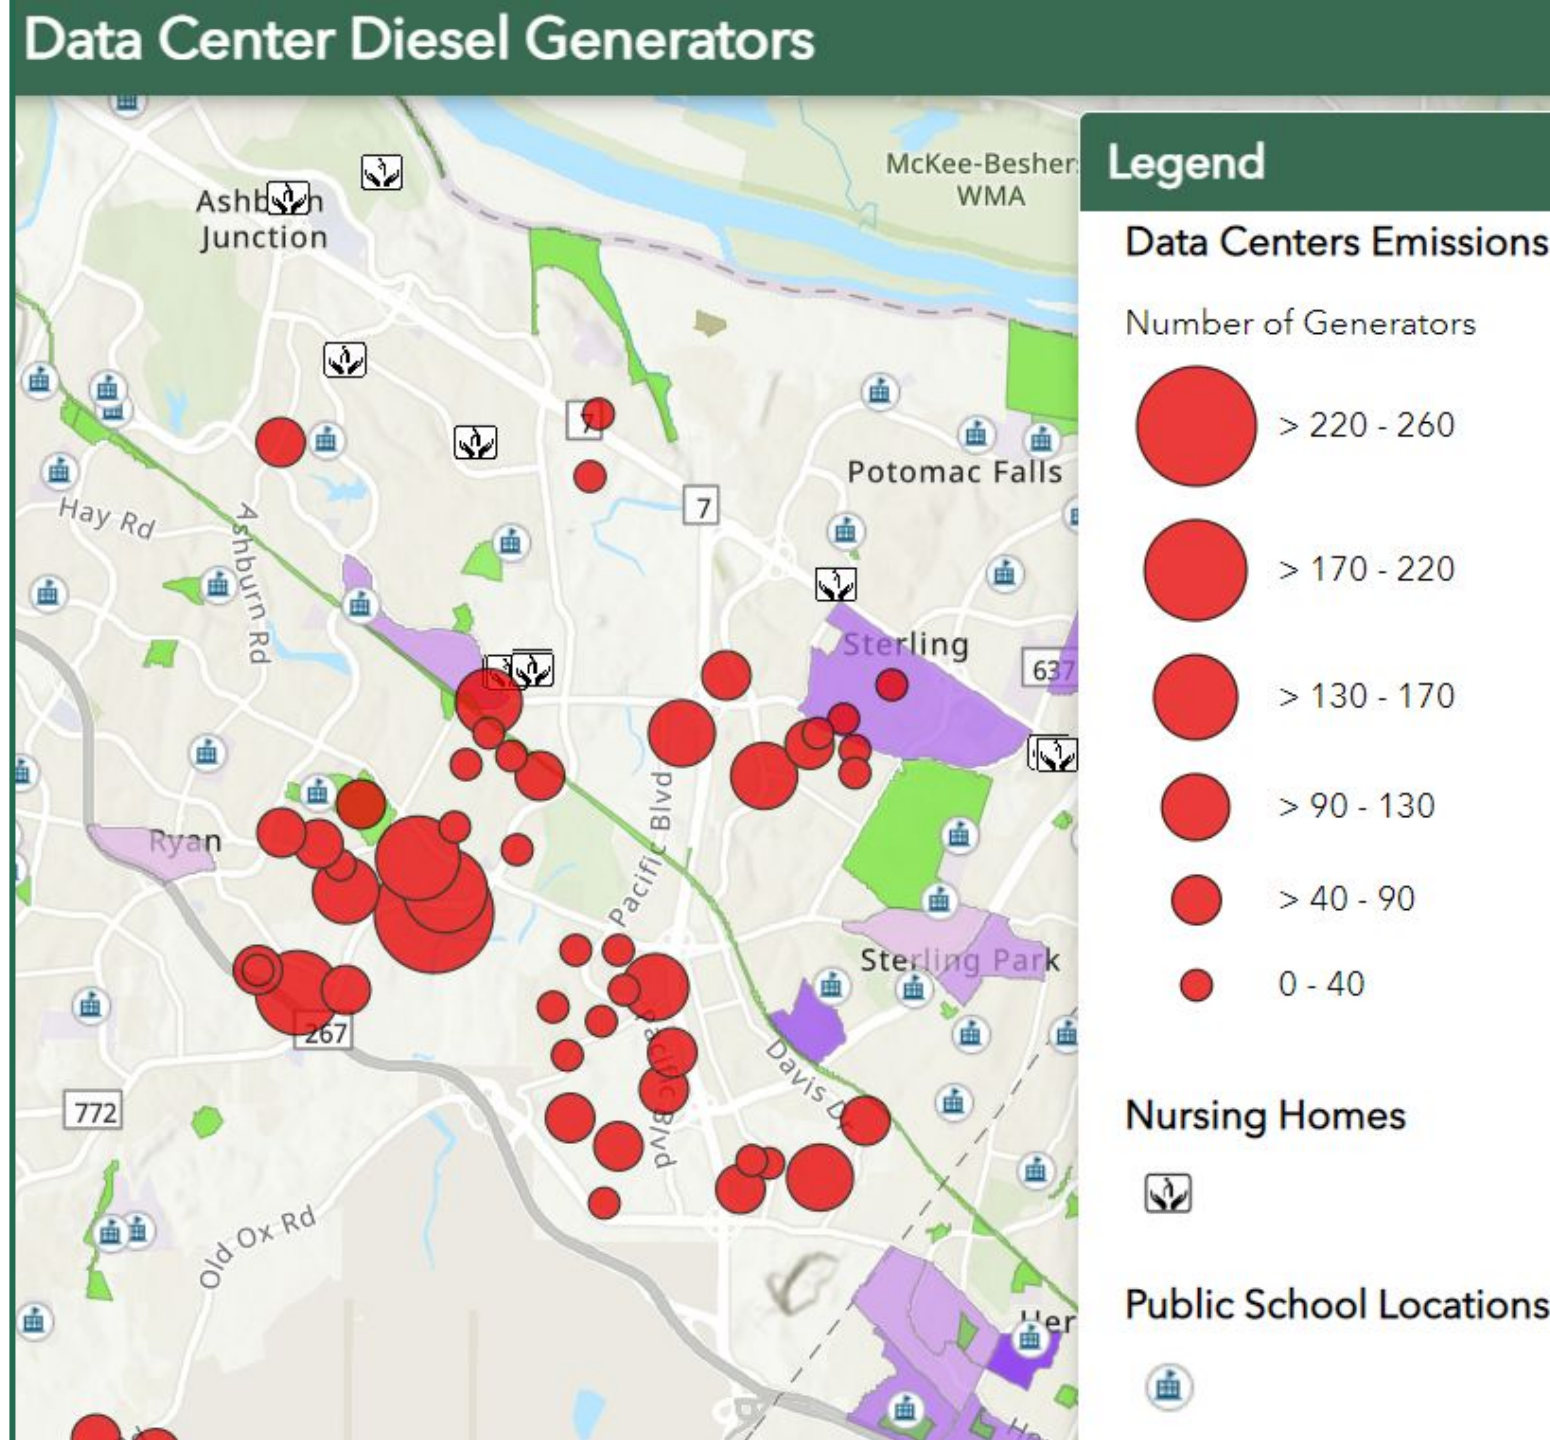 Data Center Diesel Generators
McKee-Besher
WMA
Junction
7
Potomac Falls
7
Hay Rd
Ashburn Rd
Sterling
637
Ryan
Pacific Blvd
Sterling Park
267
Pacific Blvd
Davis Dr
772
Old Ox Rd
Her
Legend
Data Centers Emissions
Number of Generators
> 220 - 260
> 170 - 220
> 130 - 170
> 90 - 130
> 40 - 90
0 - 40
Nursing Homes
Public School Locations